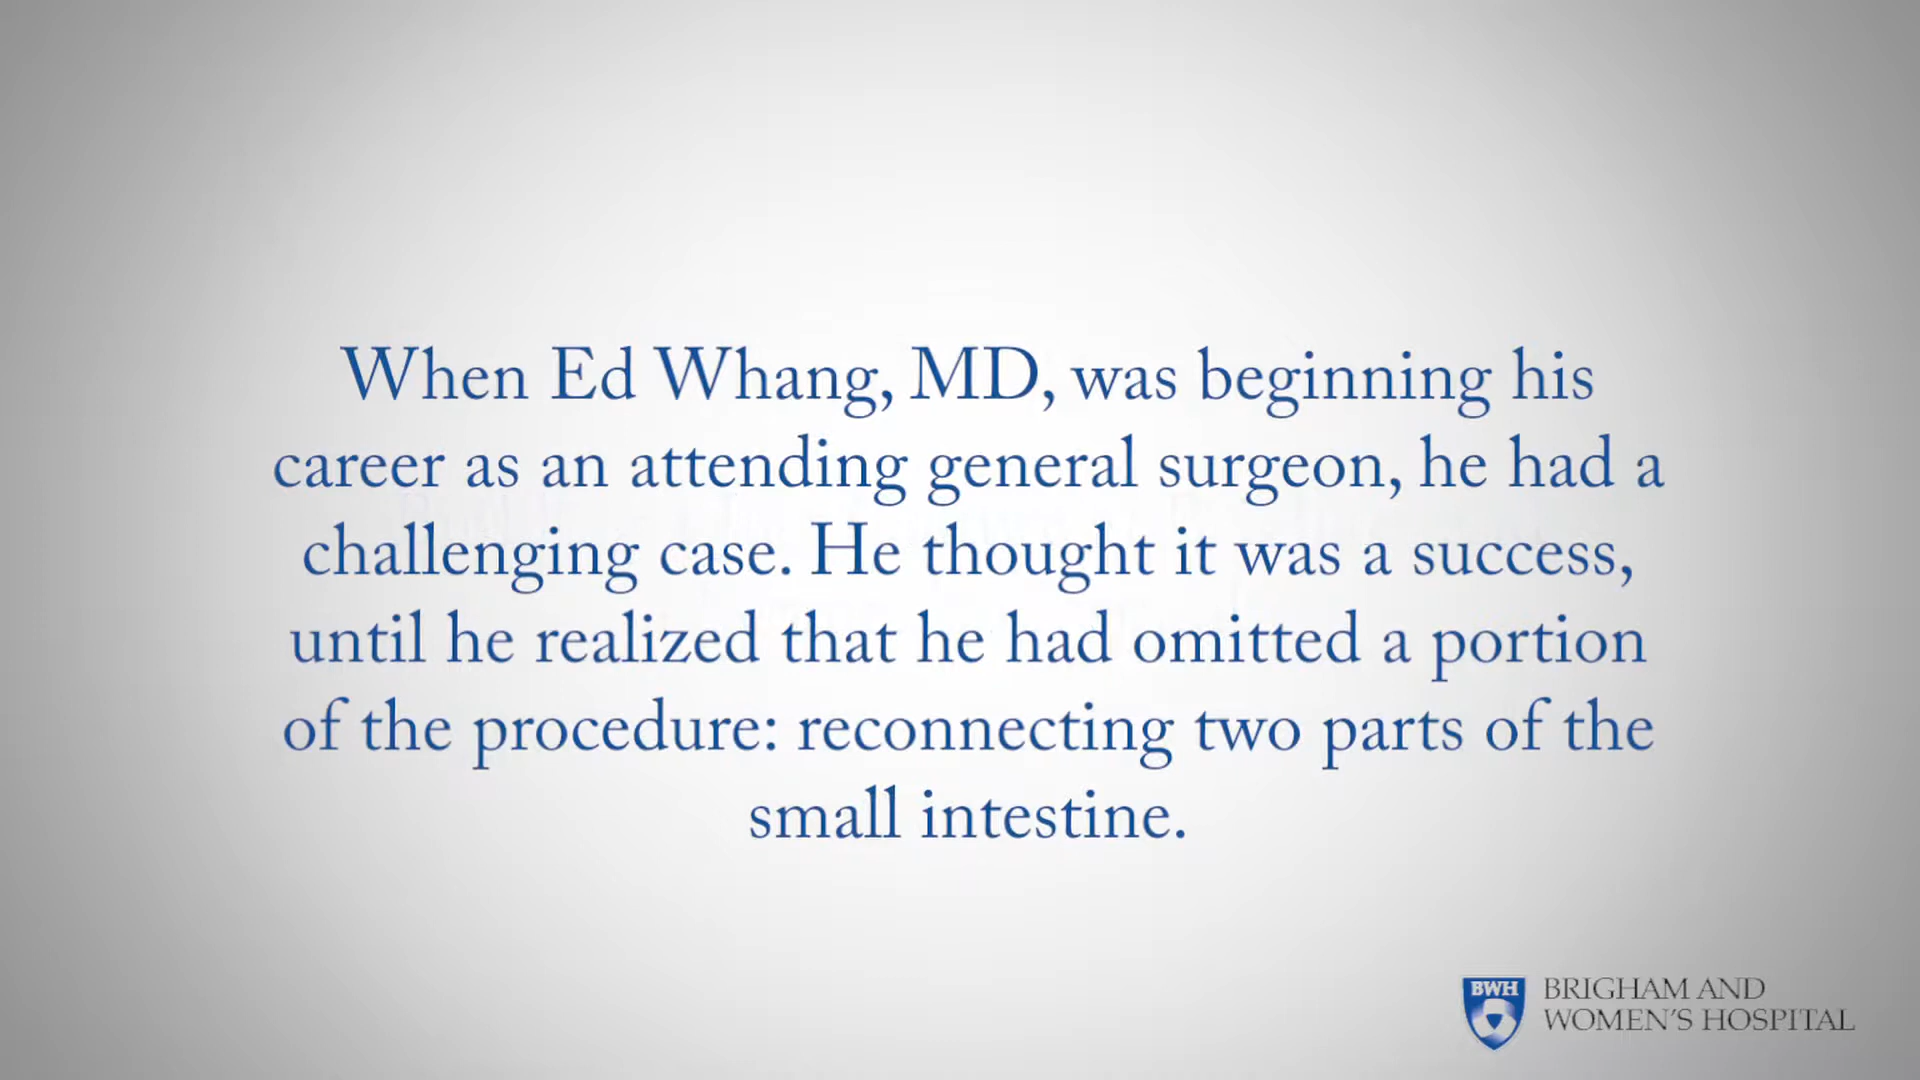 When Ed Whang, MD, was beginning his
career as an attending general surgeon, he had a
challenging case. He thought it was a success,
until he realized that he had omitted a portion
of the procedure: reconnecting two parts of the
small intestine.
BWH
BRIGHAM AND
WOMEN'S HOSPITAL